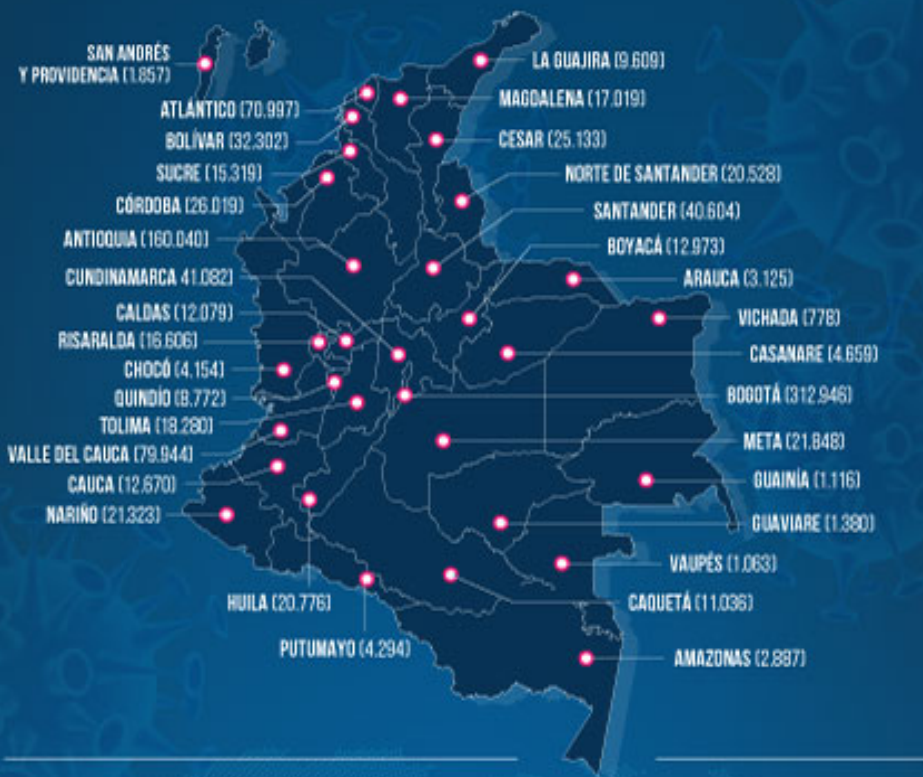 SAN ANDRÉS
Y PROVIDENCIA (1.857)
ATLÁNTICO (70.997)
BOLÍVAR (32.302)
SUCRE (15.319)
CÓRDOBA (26.019)
ANTIOQUIA (160.040)
CUNDINAMARCA 41.082)
CALDAS (12.079)
RISARALDA (16.606)
CHOCÓ (4.154)
QUINDÍO (8.772)
TOLIMA (18.280)
VALLE DEL CAUCA (79.944)
CAUCA (12.670)
NARIÑO (21.323)
HUILA (20.776)
PUTUMAYO (4.294)
LA GUAJIRA (9.609)
MAGDALENA (17.019)
CESAR (25.133)
NORTE DE SANTANDER (20.528)
SANTANDER (40.604)
BOYACÁ (12.973)
ARAUCA (3.125)
VICHADA (778)
CASANARE (4.659)
BOGOTÁ (312.946)
META (21.848)
GUAINÍA (1.116)
GUAVIARE (1.380)
VAUPÉS (1.063)
CAQUETÁ (11.036)
AMAZONAS (2.887)